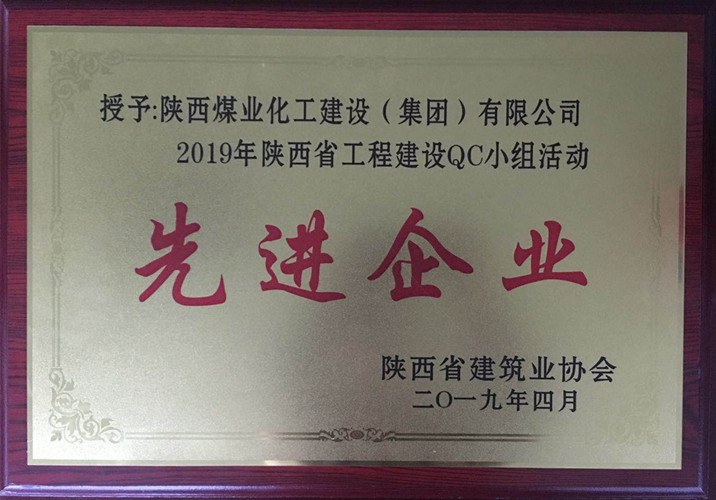 授予:陕西煤业化工建设（集团）有限公司
2019年陕西省工程建设QC小组活动
先进企业
陕西省建筑业协会
二O一九年四月